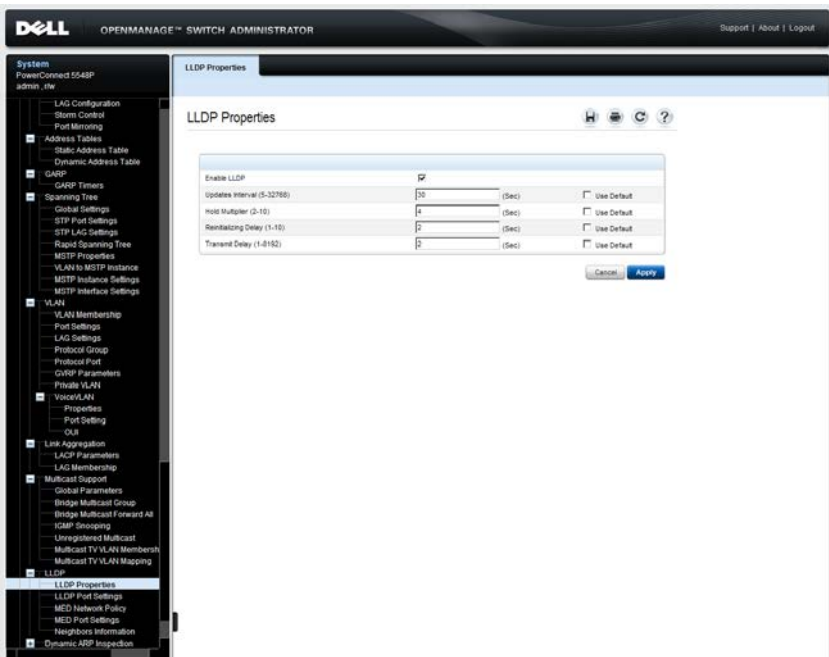 DELL OPENMANAGE™ SWITCH ADMINISTRATOR Support | About | Logout
System
PowerConnect 5548P
admin , r/w
LAG Configuration
Storm Control
Port Mirroring
Address Tables
Static Address Table
Dynamic Address Table
GARP
GARP Timers
Spanning Tree
Global Settings
STP Port Settings
STP LAG Settings
Rapid Spanning Tree
MSTP Properties
VLAN to MSTP Instance
MSTP Instance Settings
MSTP Interface Settings
VLAN
VLAN Membership
Port Settings
LAG Settings
Protocol Group
Protocol Port
GVRP Parameters
Private VLAN
VoiceVLAN
Properties
Port Setting
OUI
Link Aggregation
LACP Parameters
LAG Membership
Multicast Support
Global Parameters
Bridge Multicast Group
Bridge Multicast Forward All
IGMP Snooping
Unregistered Multicast
Multicast TV VLAN Membersh
Multicast TV VLAN Mapping
LLDP
LLDP Properties
LLDP Port Settings
MED Network Policy
MED Port Settings
Neighbors Information
Dynamic ARP Inspection
LLDP Properties
LLDP Properties
Enable LLDP
Updates Interval (5-32768) 30 (Sec) Use Default
Hold Multiplier (2-10) 4 (Sec) Use Default
Reinitializing Delay (1-10) 2 (Sec) Use Default
Transmit Delay (1-8192) 2 (Sec) Use Default
Cancel Apply